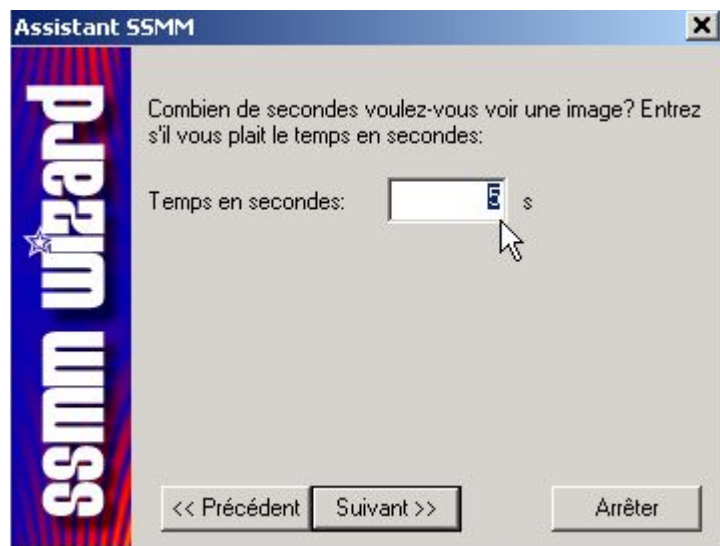 Assistant SSMM
ssmm wizard
Combien de secondes voulez-vous voir une image? Entrez
s'il vous plait le temps en secondes:
Temps en secondes: 5 s
<< Précédent Suivant >> Arrêter